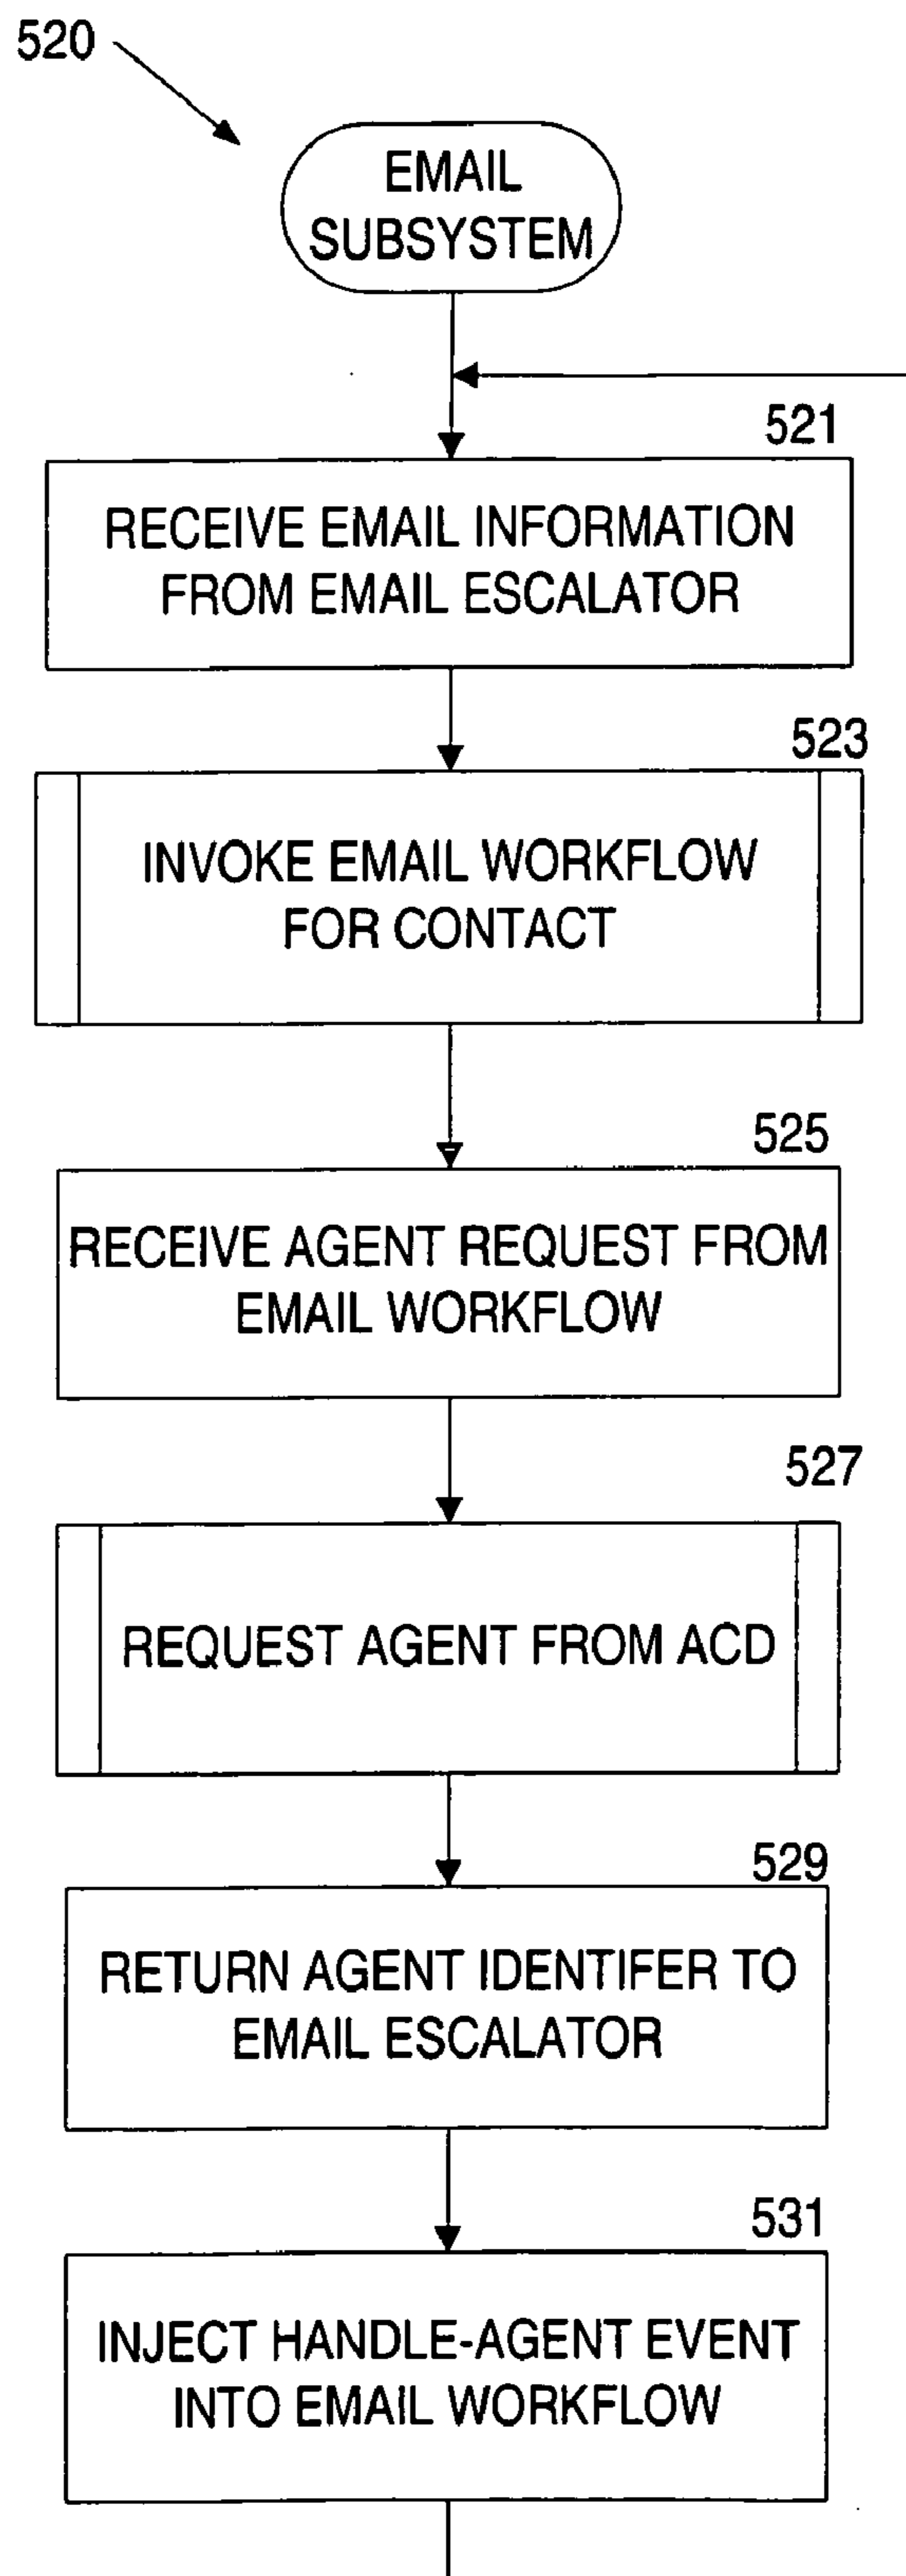 520
EMAIL
SUBSYSTEM
521
RECEIVE EMAIL INFORMATION
FROM EMAIL ESCALATOR
523
INVOKE EMAIL WORKFLOW
FOR CONTACT
525
RECEIVE AGENT REQUEST FROM
EMAIL WORKFLOW
527
REQUEST AGENT FROM ACD
529
RETURN AGENT IDENTIFER TO
EMAIL ESCALATOR
531
INJECT HANDLE-AGENT EVENT
INTO EMAIL WORKFLOW